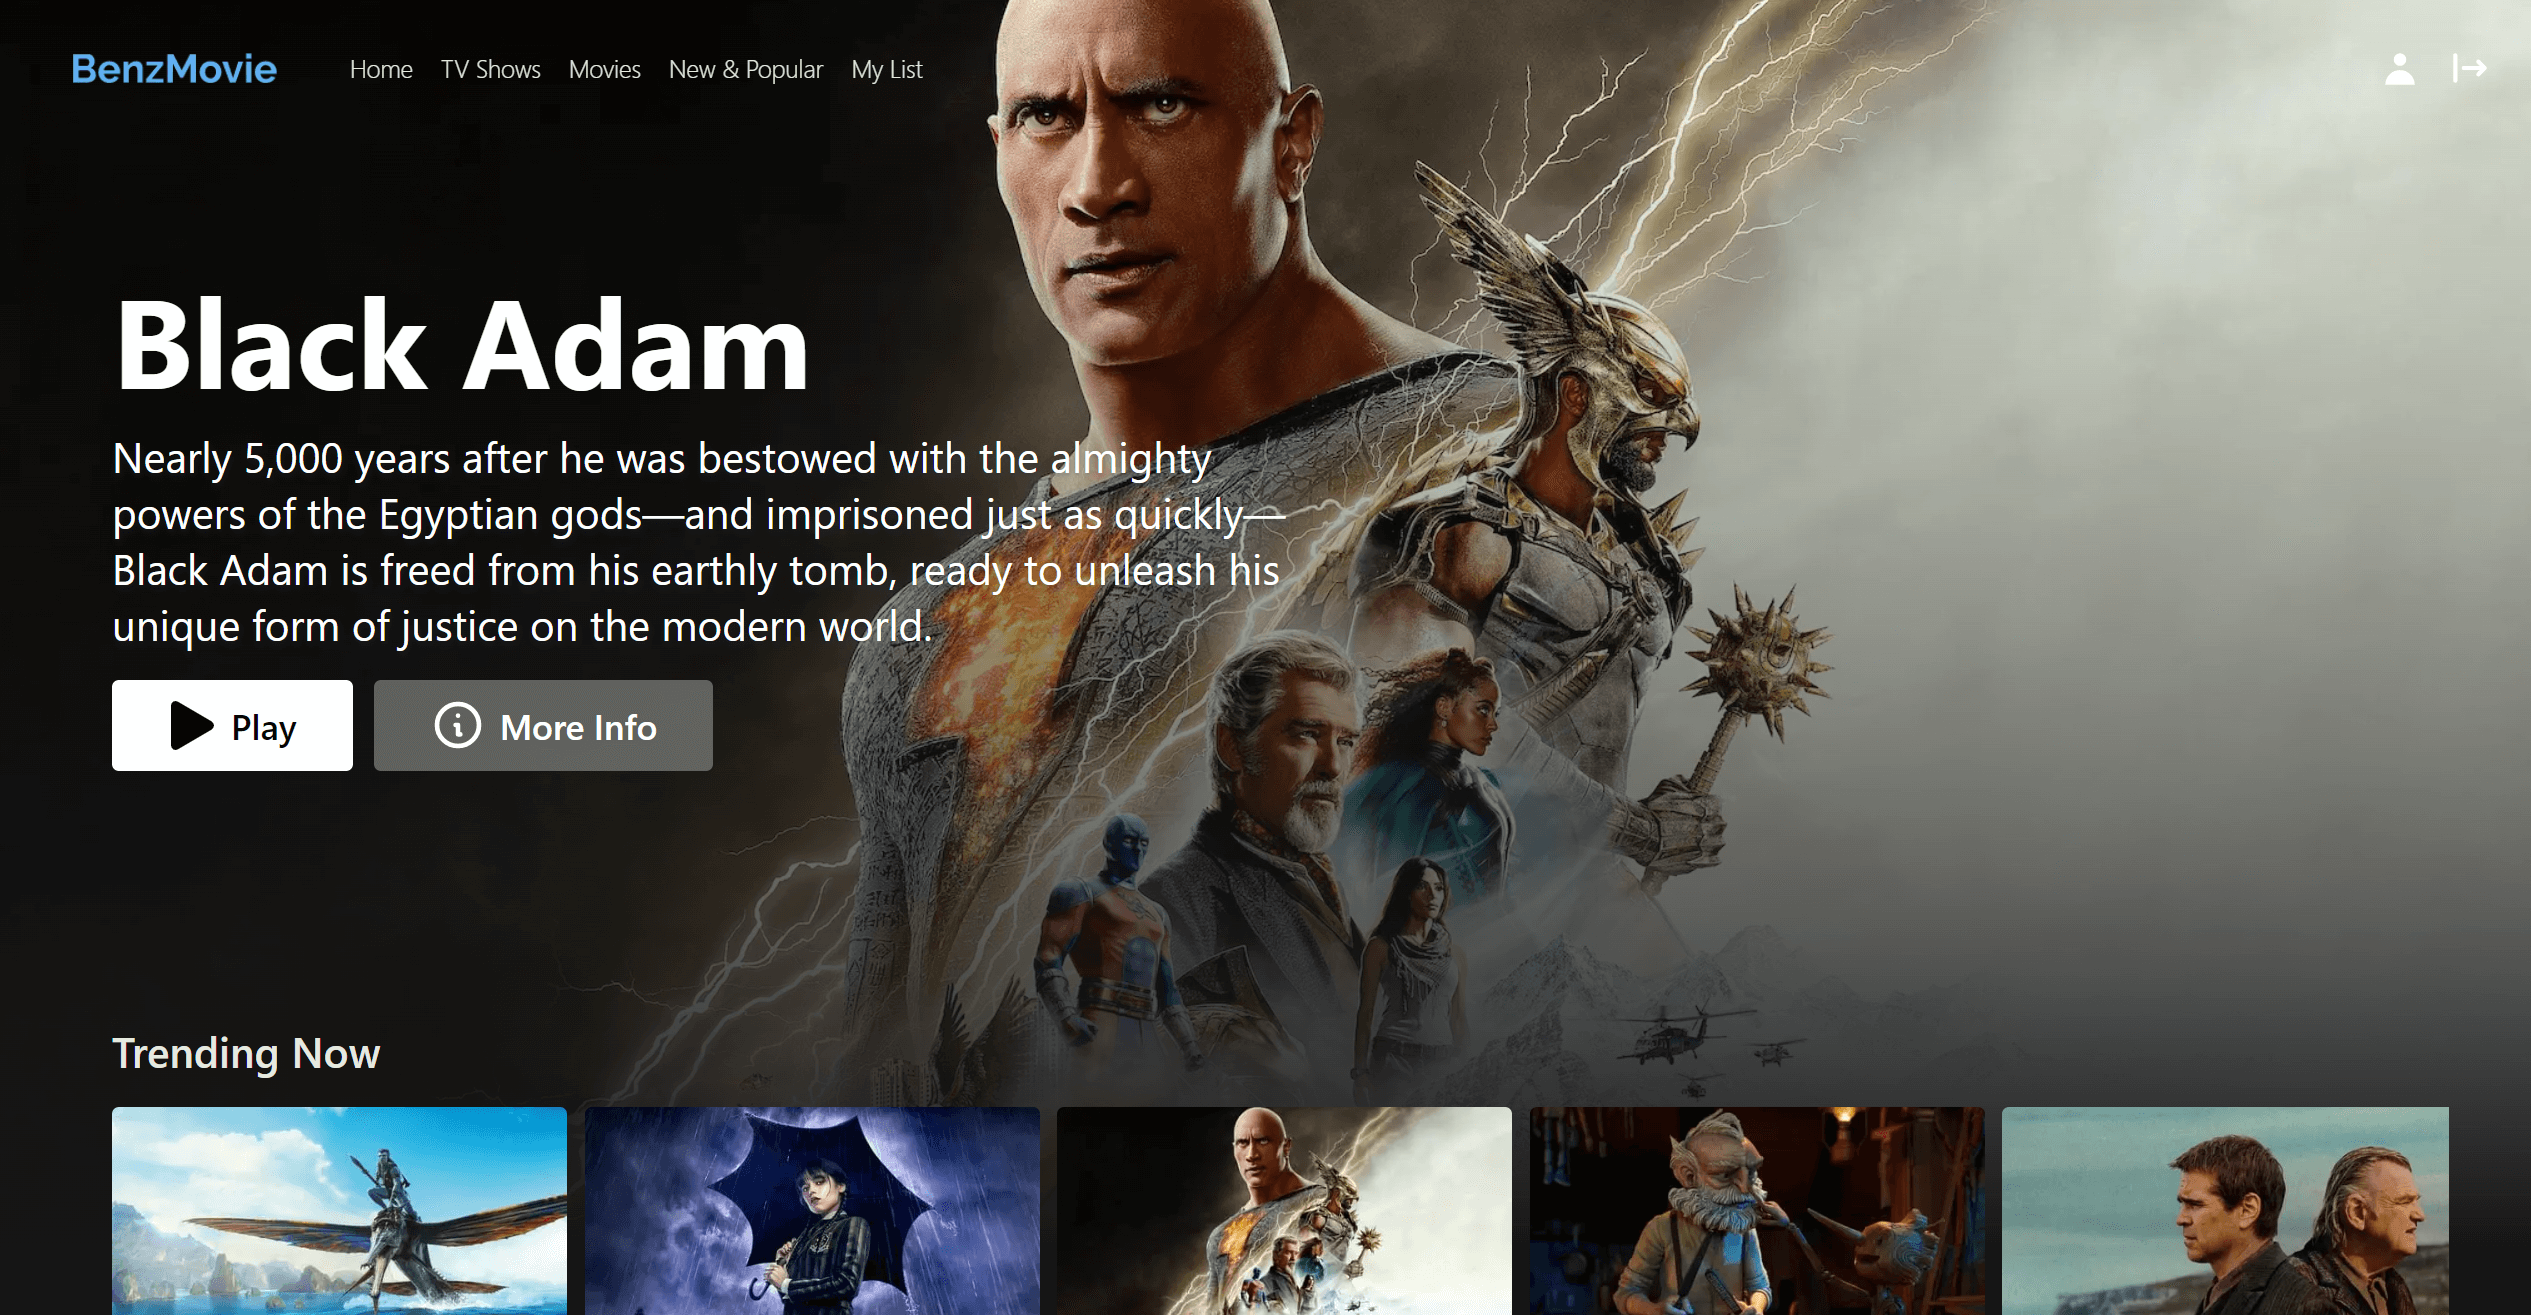 BenzMovie Home TV Shows Movies New & Popular My List
Black Adam
Nearly 5,000 years after he was bestowed with the almighty
powers of the Egyptian gods—and imprisoned just as quickly—
Black Adam is freed from his earthly tomb, ready to unleash his
unique form of justice on the modern world.
Play More Info
Trending Now